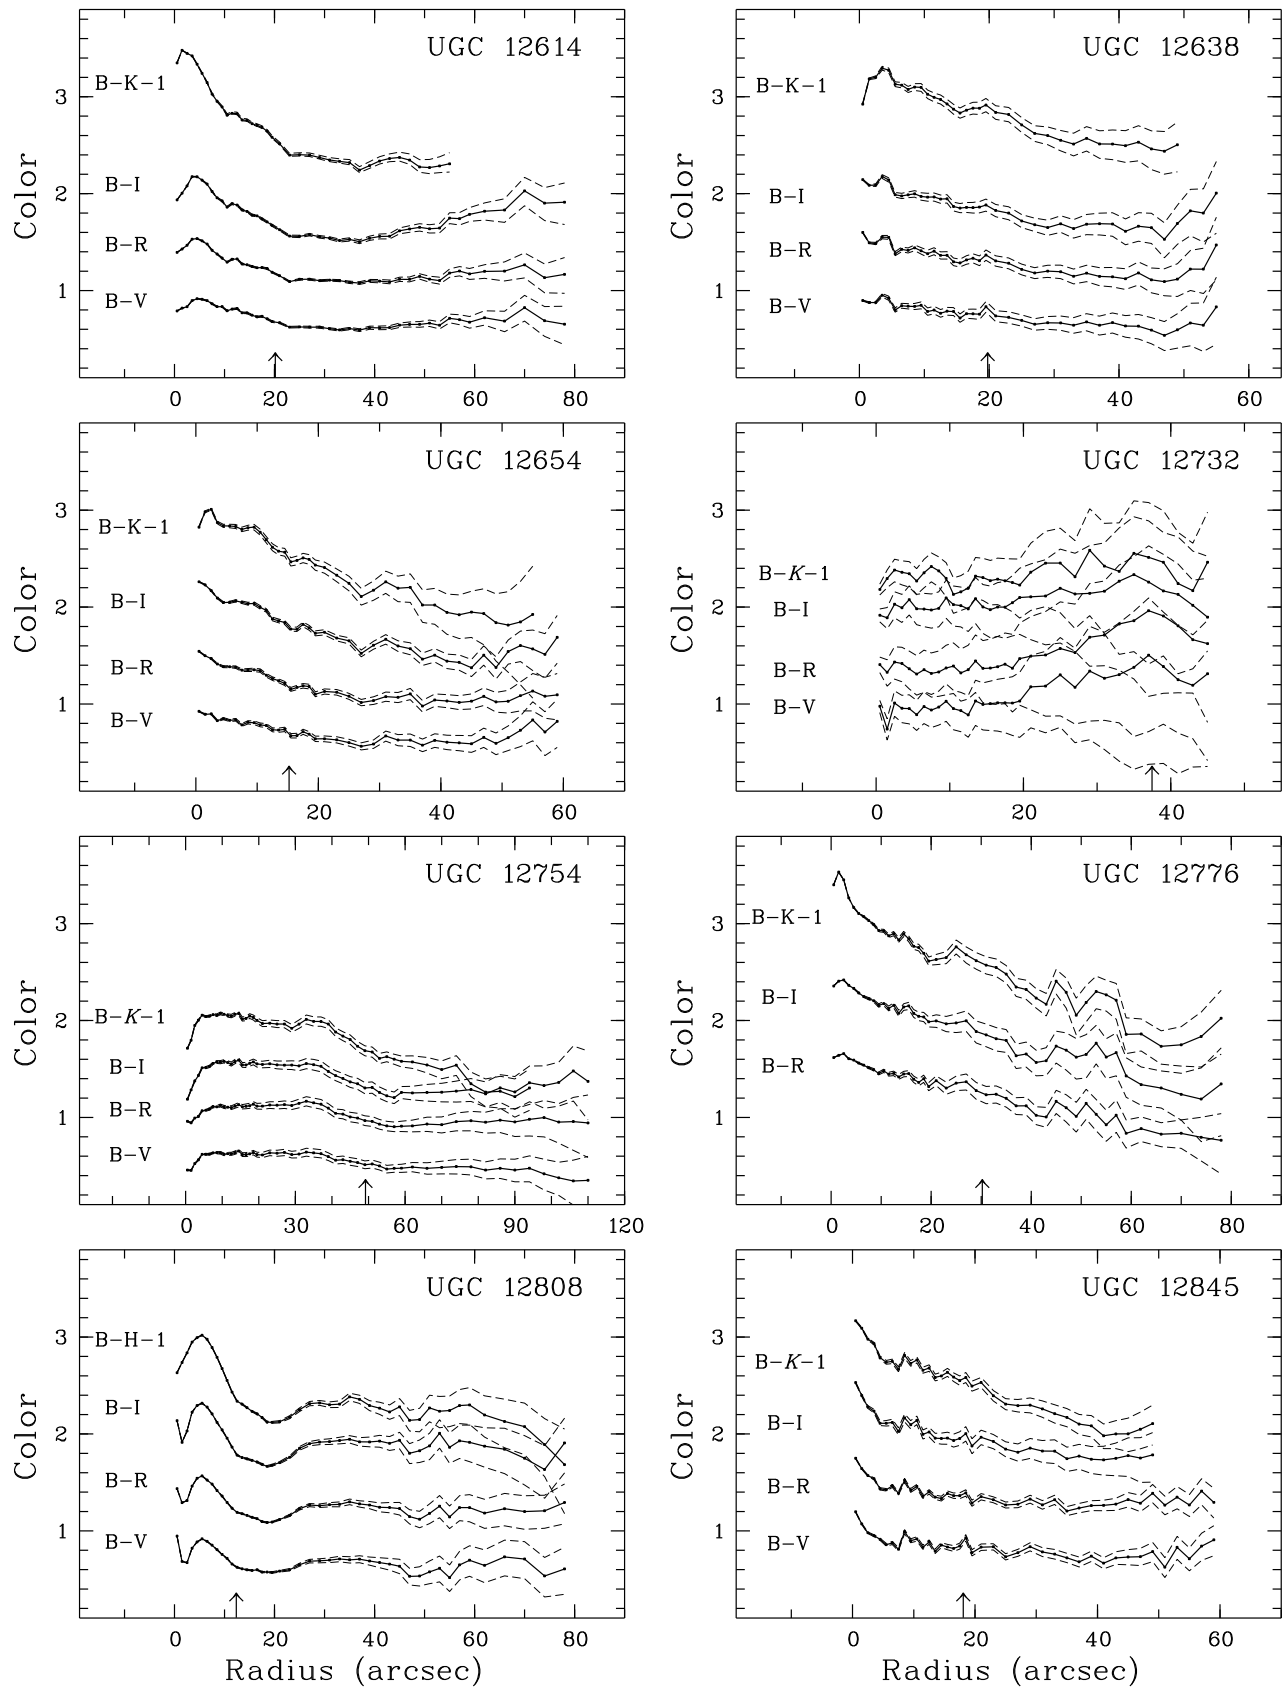 UGC 12614
B-K-1
B-I
B-R
B-V
3
2
1
Color
0 20 40 60 80
UGC 12638
B-K-1
B-I
B-R
B-V
3
2
1
Color
0 20 40 60
UGC 12654
B-K-1
B-I
B-R
B-V
3
2
1
Color
0 20 40 60
UGC 12732
B-K-1
B-I
B-R
B-V
3
2
1
Color
0 20 40
UGC 12754
B-K-1
B-I
B-R
B-V
3
2
1
Color
0 30 60 90 120
UGC 12776
B-K-1
B-I
B-R
3
2
1
Color
0 20 40 60 80
UGC 12808
B-H-1
B-I
B-R
B-V
3
2
1
Color
0 20 40 60 80
Radius (arcsec)
UGC 12845
B-K-1
B-I
B-R
B-V
3
2
1
Color
0 20 40 60
Radius (arcsec)